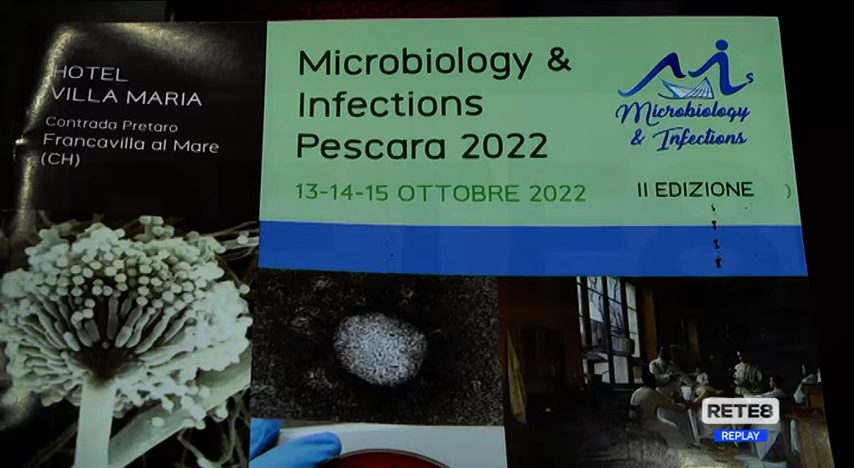 HOTEL
VILLA MARIA
Contrada Pretaro
Francavilla al Mare
(CH)
Microbiology &
Infections
Pescara 2022
13-14-15 OTTOBRE 2022
II EDIZIONE
Mi s
Microbiology
& Infections
RETE8
REPLAY